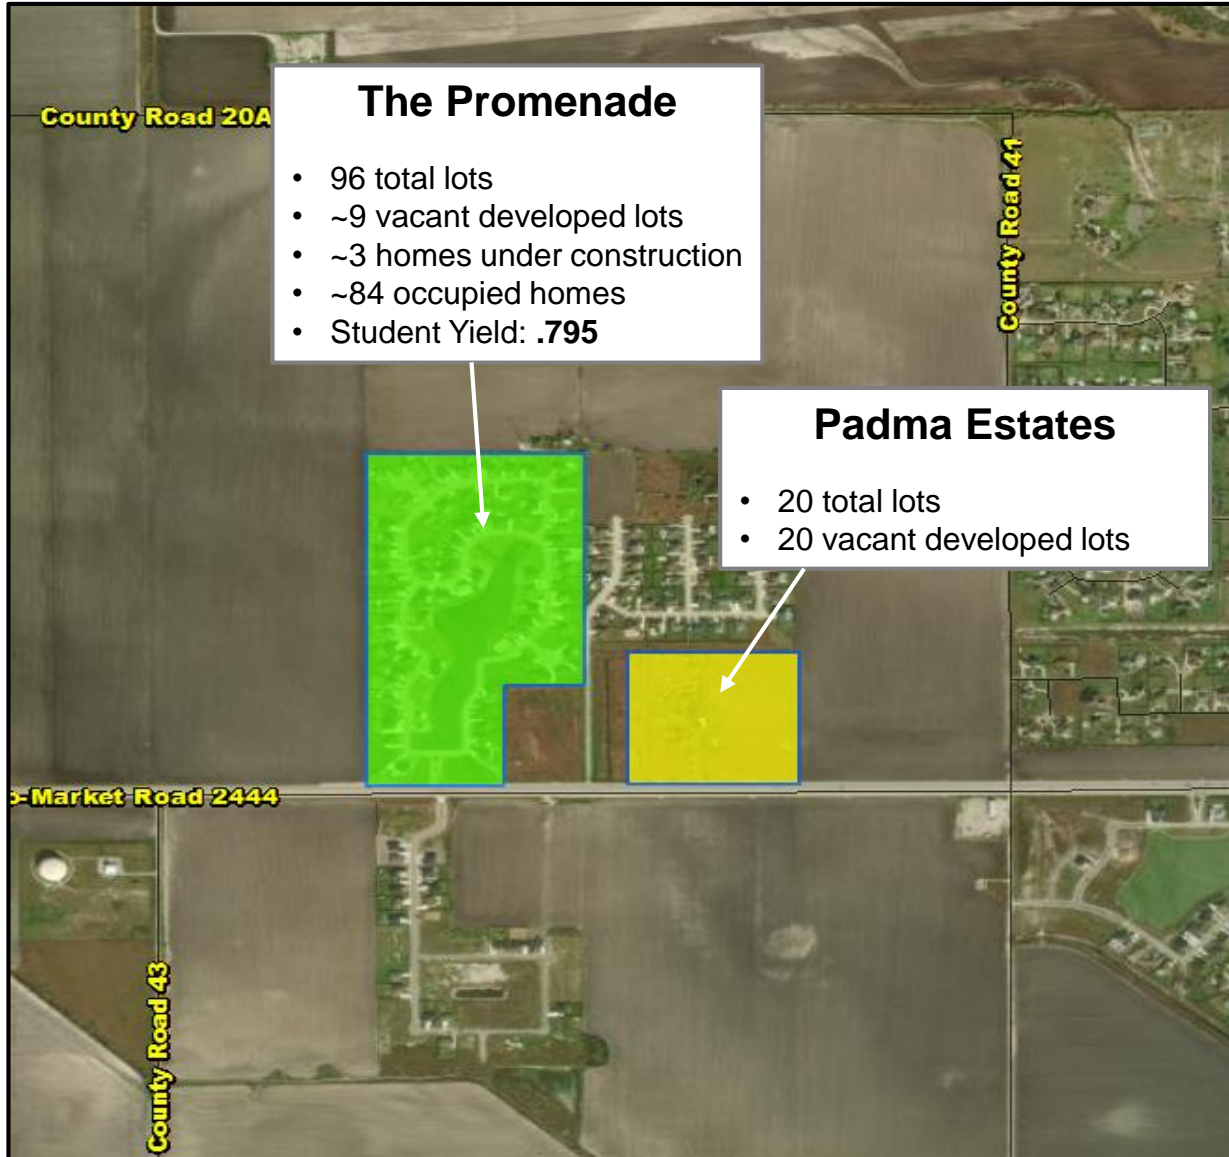 County Road 20A
The Promenade
• 96 total lots
• ~9 vacant developed lots
• ~3 homes under construction
• ~84 occupied homes
• Student Yield: .795
County Road 41
Padma Estates
• 20 total lots
• 20 vacant developed lots
o-Market Road 2444
County Road 43